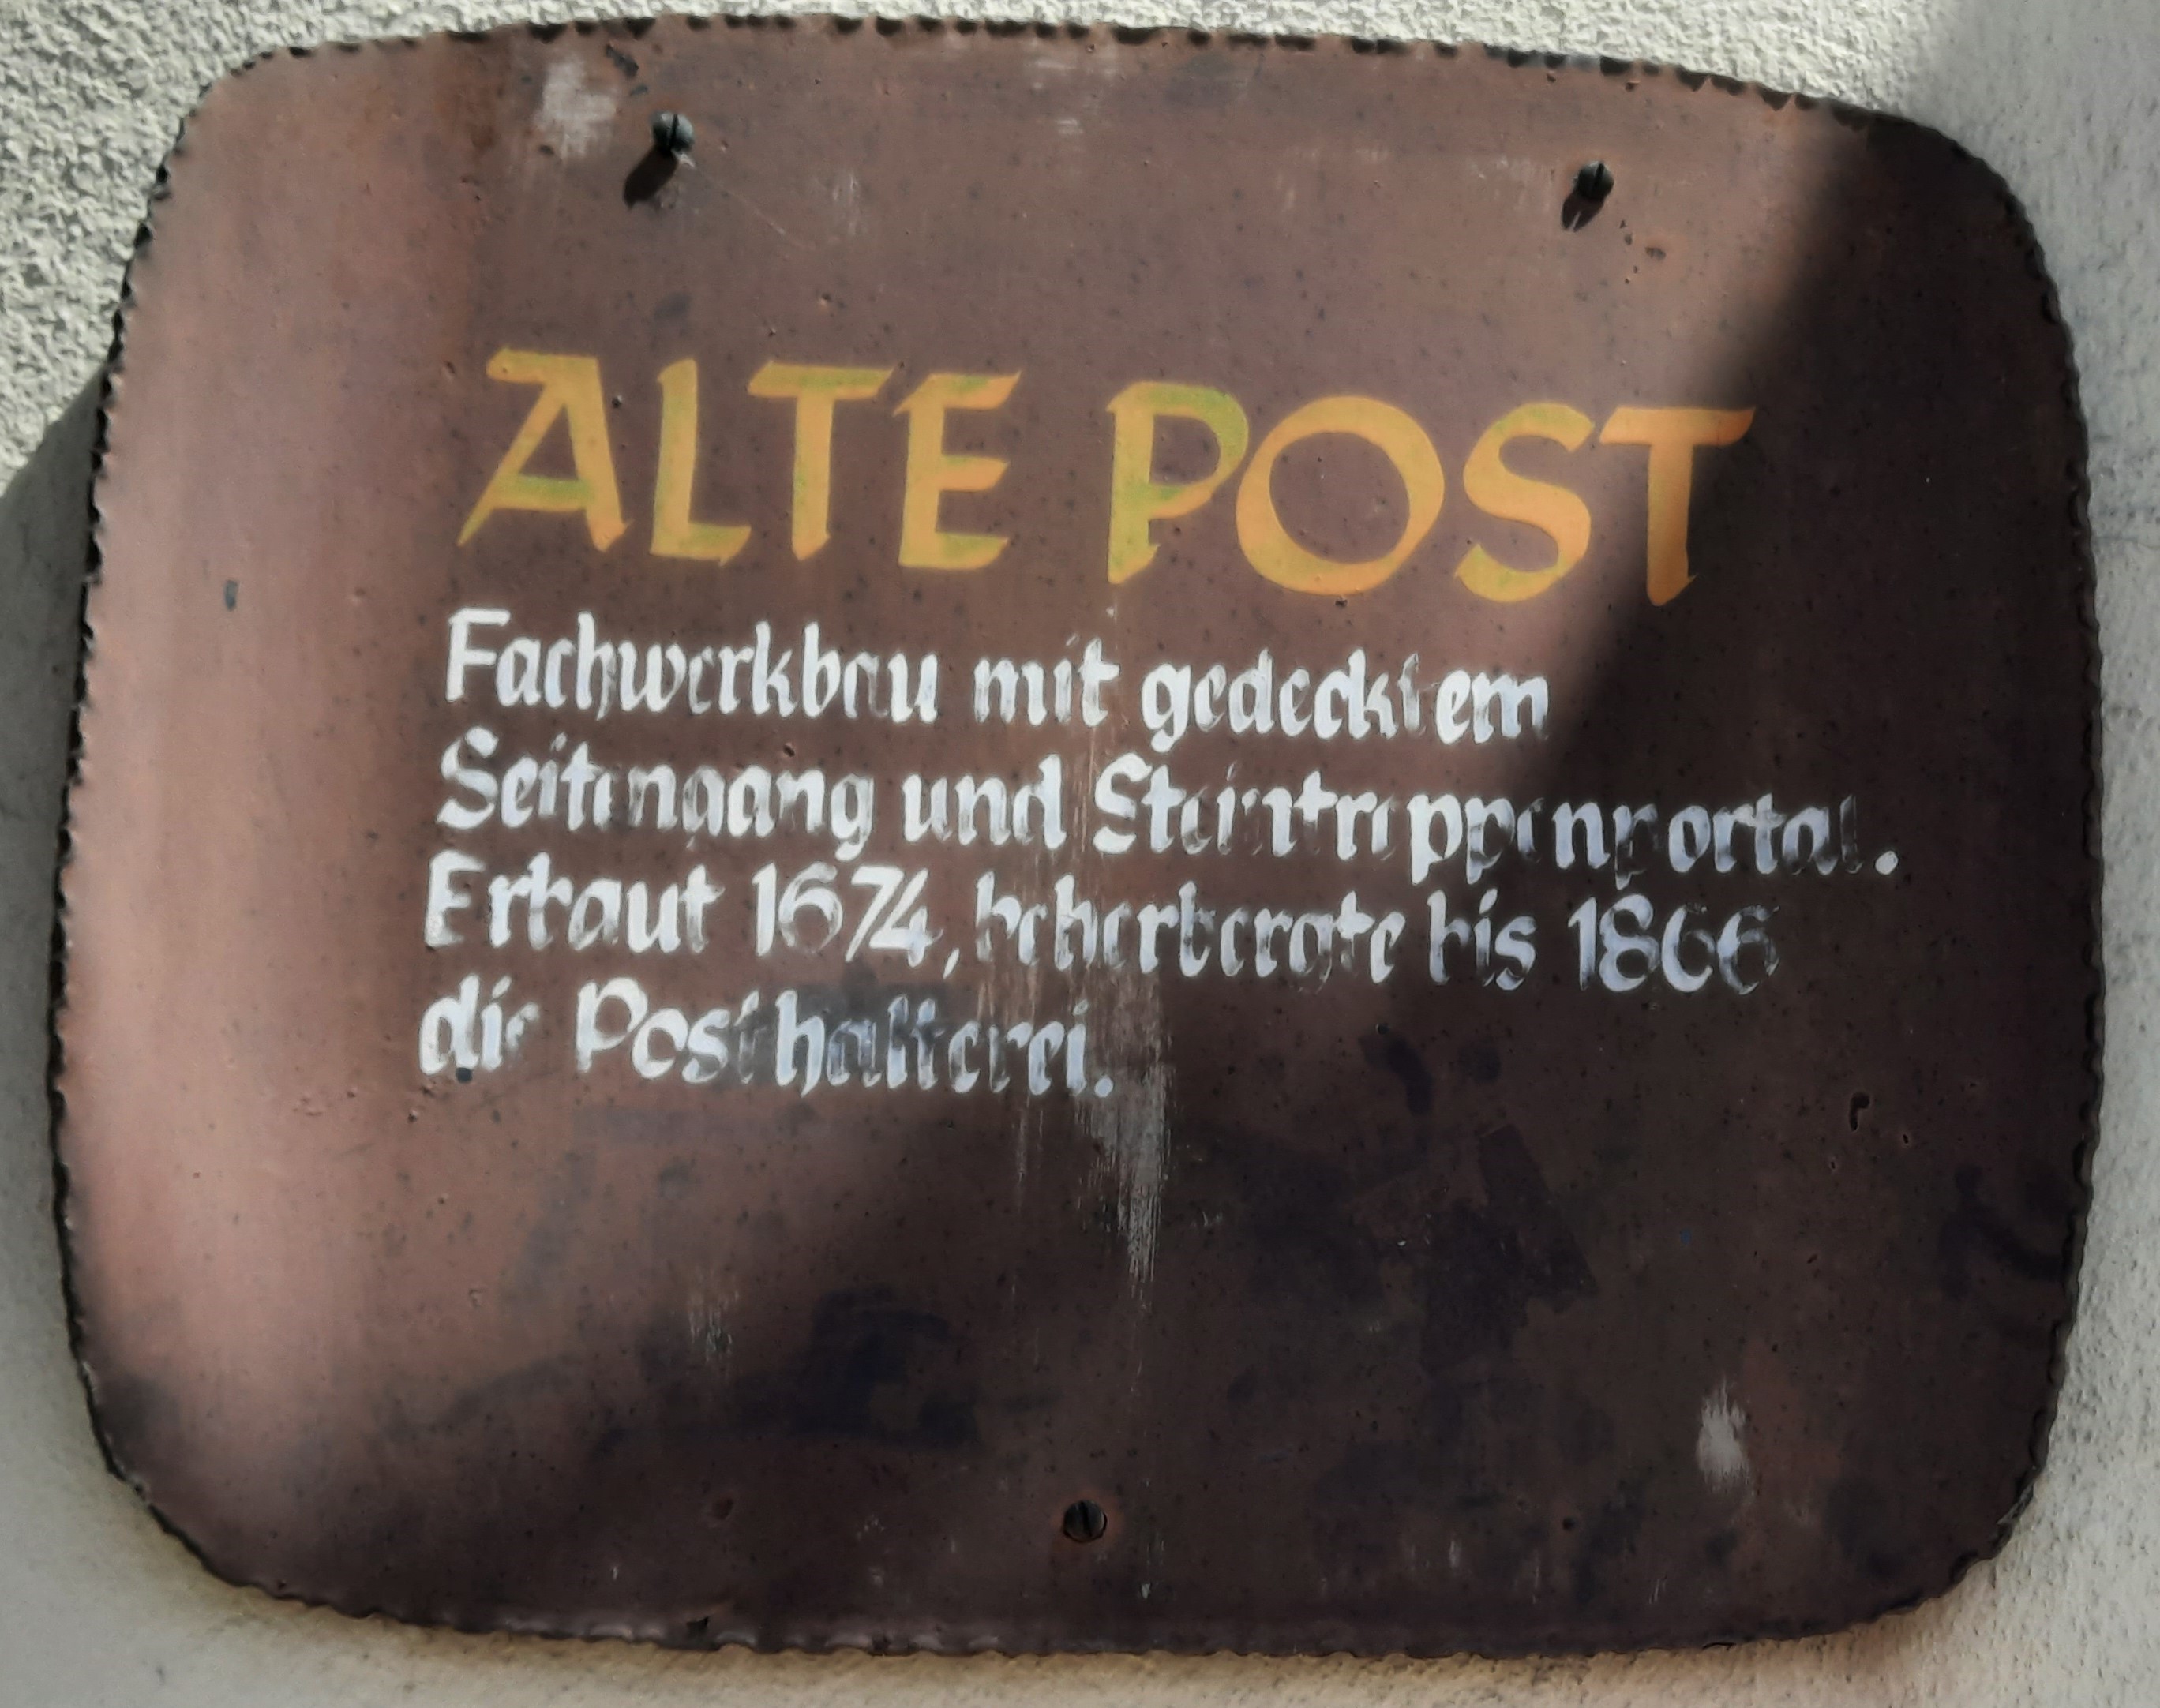 ALTE POST
Fachwerkbau mit gedecktem
Seitengang und Steintreppenportal.
Erbaut 1674, beherbergte bis 1866
die Posthalterei.